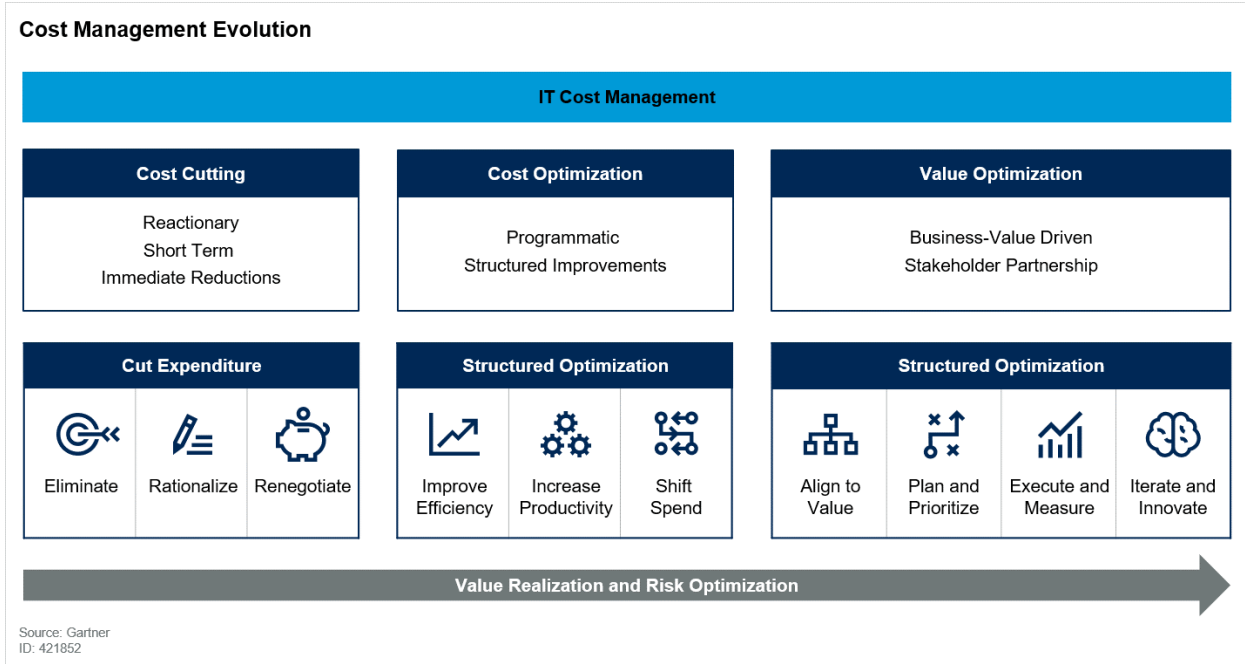 Cost Management Evolution
IT Cost Management
Cost Cutting
Reactionary
Short Term
Immediate Reductions
Cost Optimization
Programmatic
Structured Improvements
Value Optimization
Business-Value Driven
Stakeholder Partnership
Cut Expenditure
Eliminate
Rationalize
Renegotiate
Structured Optimization
Improve
Efficiency
Increase
Productivity
Shift
Spend
Structured Optimization
Align to
Value
Plan and
Prioritize
Execute and
Measure
Iterate and
Innovate
Value Realization and Risk Optimization
Source: Gartner
ID: 421852